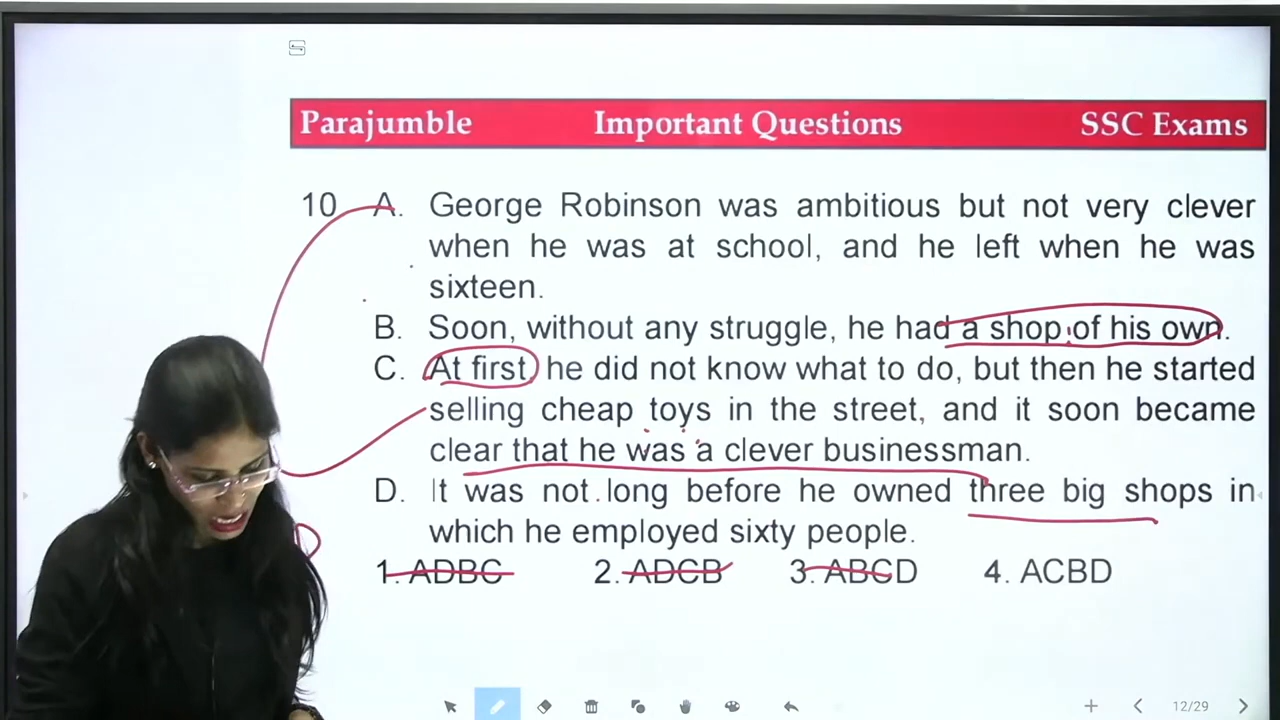 Parajumble Important Questions SSC Exams
10 A. George Robinson was ambitious but not very clever
when he was at school, and he left when he was
sixteen.
B. Soon, without any struggle, he had a shop of his own.
C. At first, he did not know what to do, but then he started
selling cheap toys in the street, and it soon became
clear that he was a clever businessman.
D. It was not long before he owned three big shops in
which he employed sixty people.
1. ADBC 2. ADCB 3. ABCD 4. ACBD
12/29